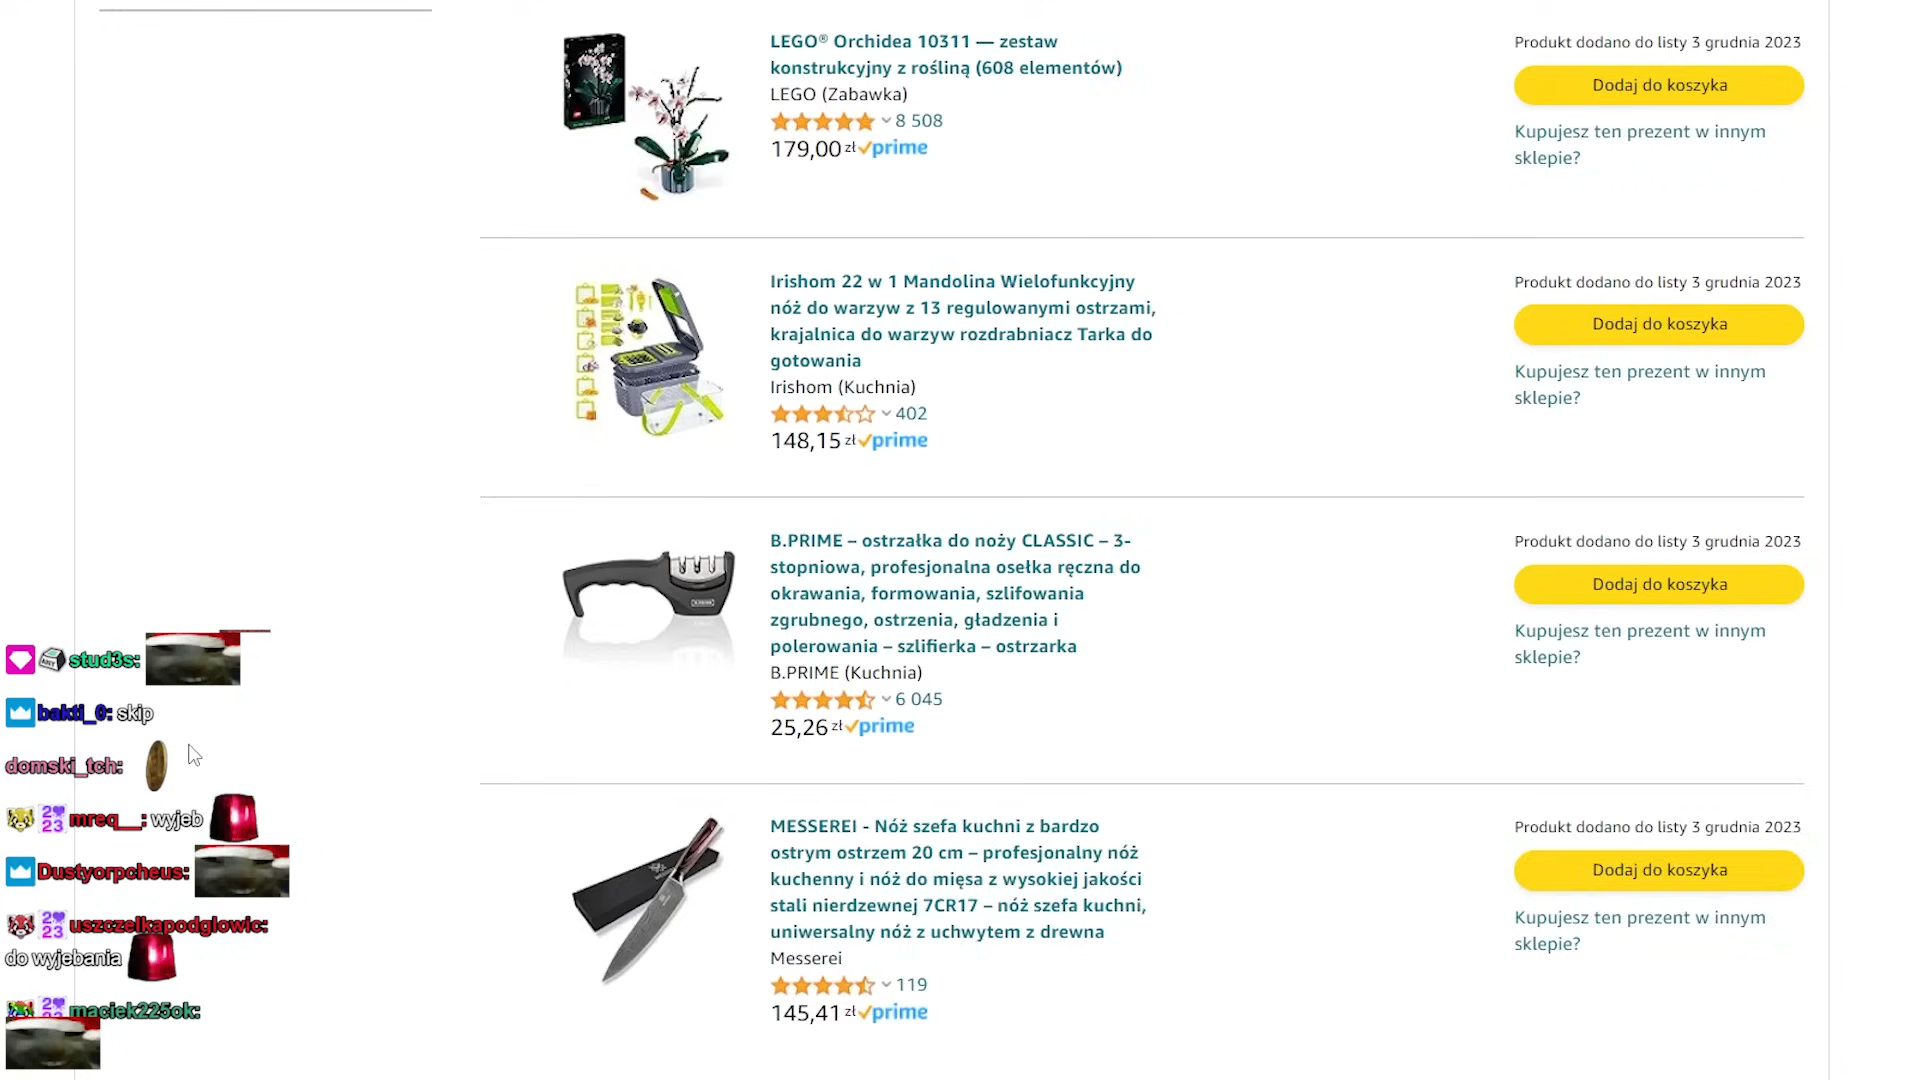 LEGO® Orchidea 10311 — zestaw
konstrukcyjny z rośliną (608 elementów)
LEGO (Zabawka)
8 508
179,00 zł prime
Produkt dodano do listy 3 grudnia 2023
Dodaj do koszyka
Kupujesz ten prezent w innym
sklepie?
Irishom 22 w 1 Mandolina Wielofunkcyjny
nóż do warzyw z 13 regulowanymi ostrzami,
krajalnica do warzyw rozdrabniacz Tarka do
gotowania
Irishom (Kuchnia)
402
148,15 zł prime
Produkt dodano do listy 3 grudnia 2023
Dodaj do koszyka
Kupujesz ten prezent w innym
sklepie?
B.PRIME – ostrzałka do noży CLASSIC – 3-
stopniowa, profesjonalna osełka ręczna do
okrawania, formowania, szlifowania
zgrubnego, ostrzenia, gładzenia i
polerowania – szlifierka – ostrzarka
B.PRIME (Kuchnia)
6 045
25,26 zł prime
Produkt dodano do listy 3 grudnia 2023
Dodaj do koszyka
Kupujesz ten prezent w innym
sklepie?
MESSEREI - Nóż szefa kuchni z bardzo
ostrym ostrzem 20 cm – profesjonalny nóż
kuchenny i nóż do mięsa z wysokiej jakości
stali nierdzewnej 7CR17 – nóż szefa kuchni,
uniwersalny nóż z uchwytem z drewna
Messerei
119
145,41 zł prime
Produkt dodano do listy 3 grudnia 2023
Dodaj do koszyka
Kupujesz ten prezent w innym
sklepie?
ANY stud3s:
bakti_0: skip
domski_tch:
2023 mreq__: wyjeb
Dustyorpcheus:
2023 uszczelkapodglowic:
do wyjebania
maciek225ok: